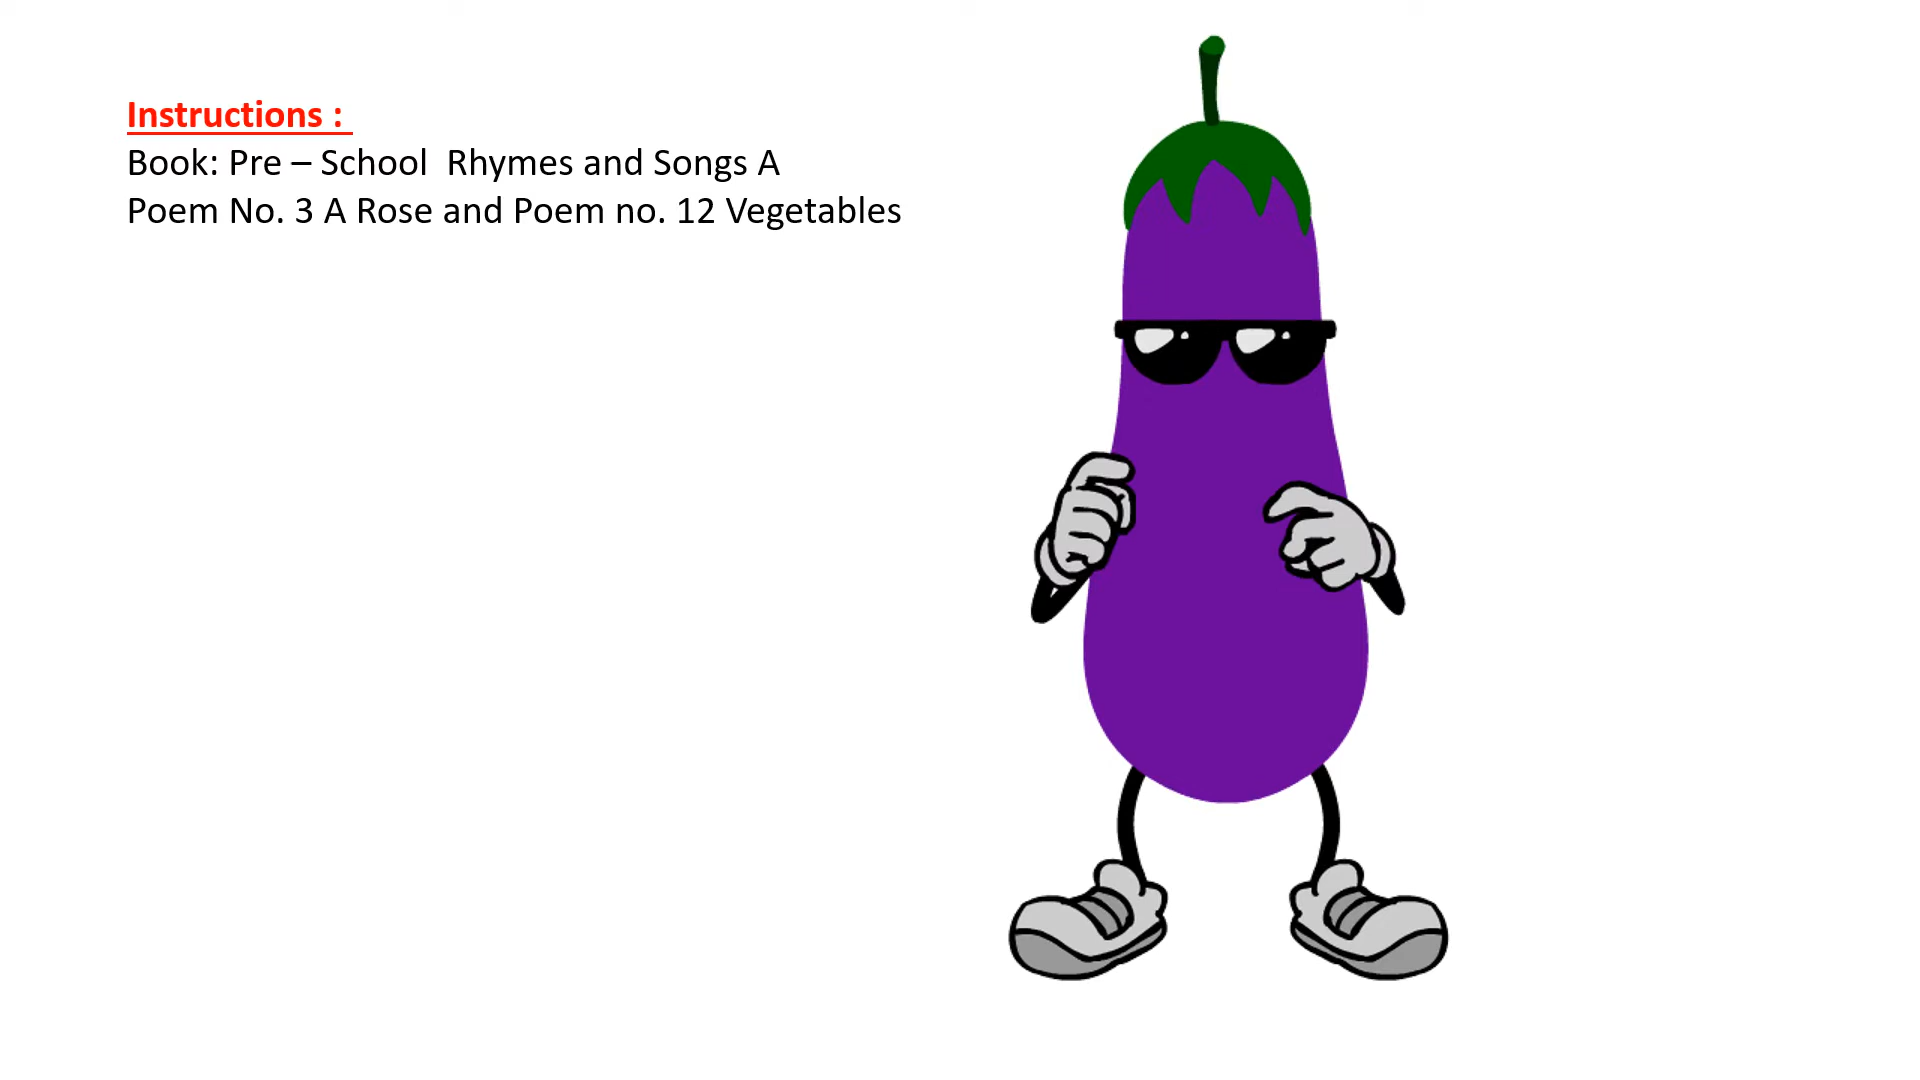 Instructions :
Book: Pre – School  Rhymes and Songs A
Poem No. 3 A Rose and Poem no. 12 Vegetables